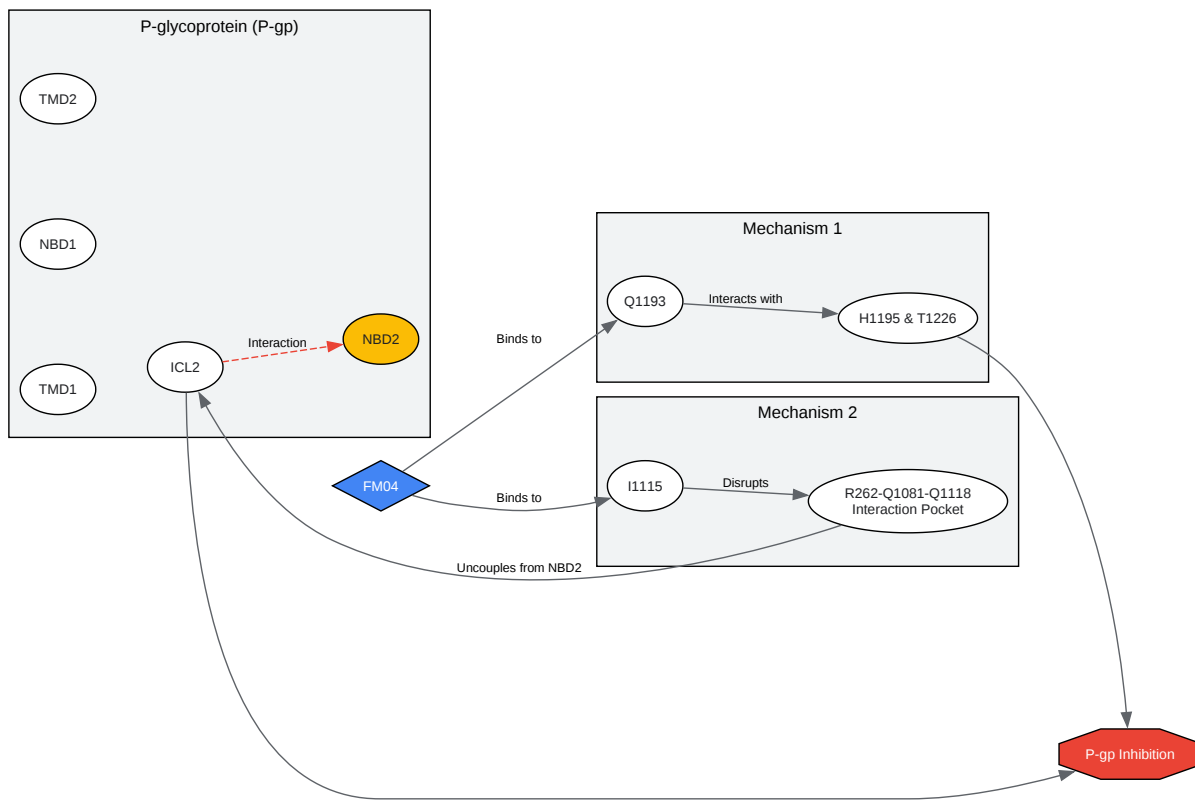 P-glycoprotein (P-gp)
TMD2
NBD1
TMD1
ICL2
Interaction
NBD2
Mechanism 1
Q1193
Interacts with
H1195 & T1226
Binds to
Mechanism 2
FM04
Binds to
I1115
Disrupts
R262-Q1081-Q1118
Interaction Pocket
Uncouples from NBD2
P-gp Inhibition